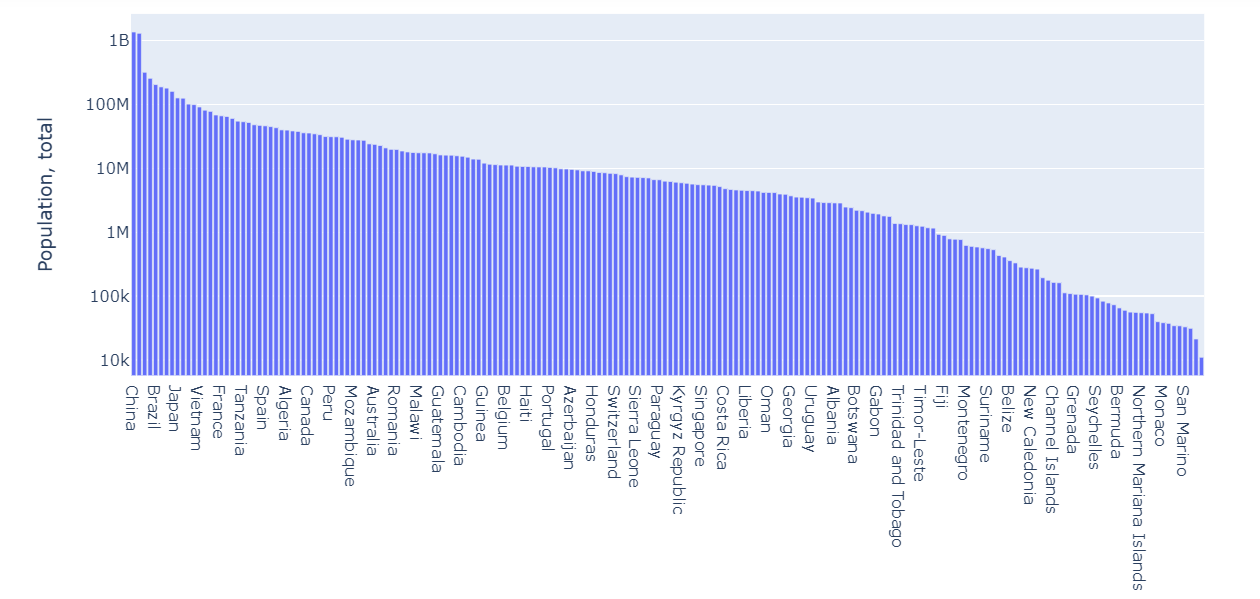 Population, total
1B
100M
10M
1M
100k
10k
China
Brazil
Japan
Vietnam
France
Tanzania
Spain
Algeria
Canada
Peru
Mozambique
Australia
Romania
Malawi
Guatemala
Cambodia
Guinea
Belgium
Haiti
Portugal
Azerbaijan
Honduras
Switzerland
Sierra Leone
Paraguay
Kyrgyz Republic
Singapore
Costa Rica
Liberia
Oman
Georgia
Uruguay
Albania
Botswana
Gabon
Trinidad and Tobago
Timor-Leste
Fiji
Montenegro
Suriname
Belize
New Caledonia
Channel Islands
Grenada
Seychelles
Bermuda
Northern Mariana Islands
Monaco
San Marino